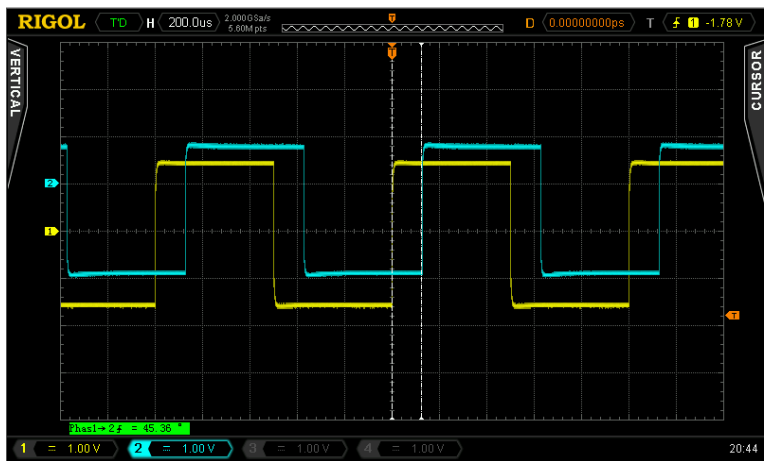 RIGOL T'D H 200.0us 2.000GSa/s 5.60Mpts T D 0.00000000ps T 1 -1.78 V
VERTICAL
CURSOR
T
2
1
T
Phas1→2 = 45.36 °
1 = 1.00 V 2 = 1.00 V 3 = 1.00 V 4 = 1.00 V 20:44